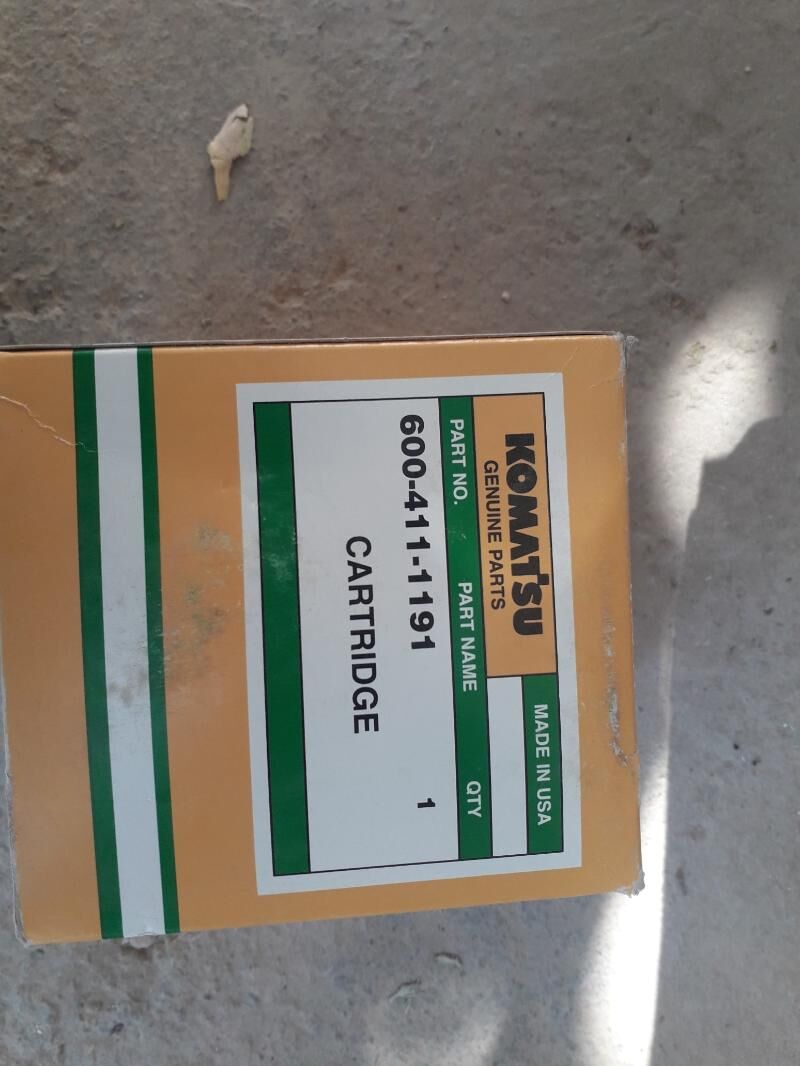 KOMATSU
GENUINE PARTS
MADE IN USA
PART NO. PART NAME QTY
600-411-1191 1
CARTRIDGE